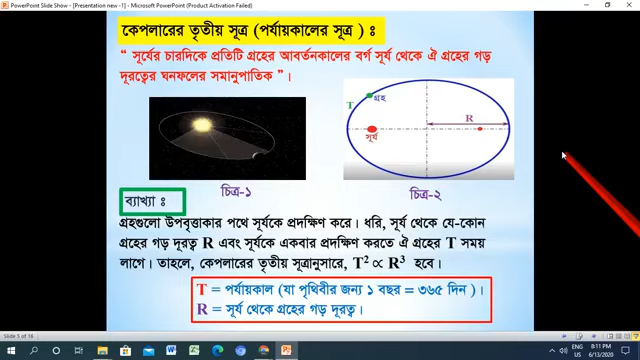 PowerPoint Slide Show - [Presentation new -1] - Microsoft PowerPoint (Product Activation Failed)
কেপলারের তৃতীয় সূত্র (পর্যায়কালের সূত্র ) ঃ
“ সূর্যের চারদিকে প্রতিটি গ্রহের আবর্তনকালের বর্গ সূর্য থেকে ঐ গ্রহের গড়
দূরত্বের ঘনফলের সমানুপাতিক ”।
T
গ্রহ
R
সূর্য
চিত্র-১
চিত্র-২
ব্যাখ্যা ঃ
গ্রহগুলো উপবৃত্তাকার পথে সূর্যকে প্রদক্ষিণ করে। ধরি, সূর্য থেকে যে-কোন
গ্রহের গড় দূরত্ব R এবং সূর্যকে একবার প্রদক্ষিণ করতে ঐ গ্রহের T সময়
লাগে। তাহলে, কেপলারের তৃতীয় সূত্রানুসারে, T² ∝ R³ হবে।
T = পর্যায়কাল (যা পৃথিবীর জন্য ১ বছর = ৩৬৫ দিন )।
R = সূর্য থেকে গ্রহের গড় দূরত্ব।
Slide 5 of 16
ENG
US
8:11 PM
6/13/2020